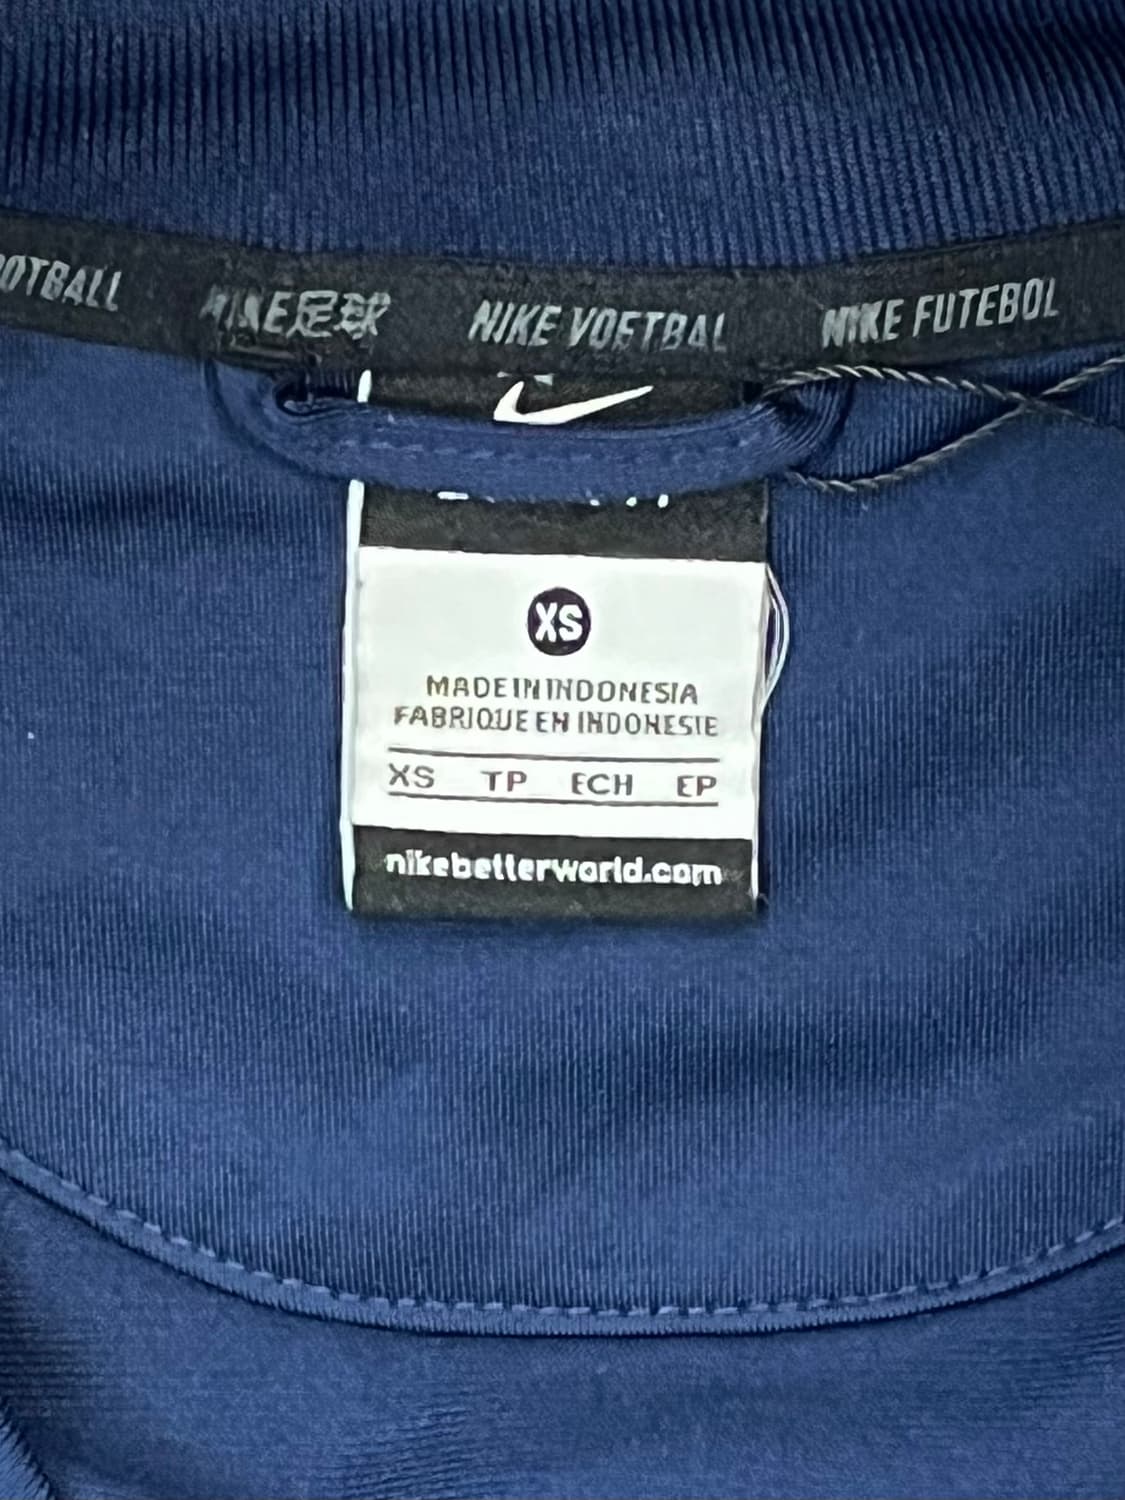 OOTBALL NIKE足球 NIKE VOETBAL NIKE FUTEBOL
XS
MADE IN INDONESIA
FABRIQUE EN INDONESIE
XS TP ECH EP
nikebetterworld.com